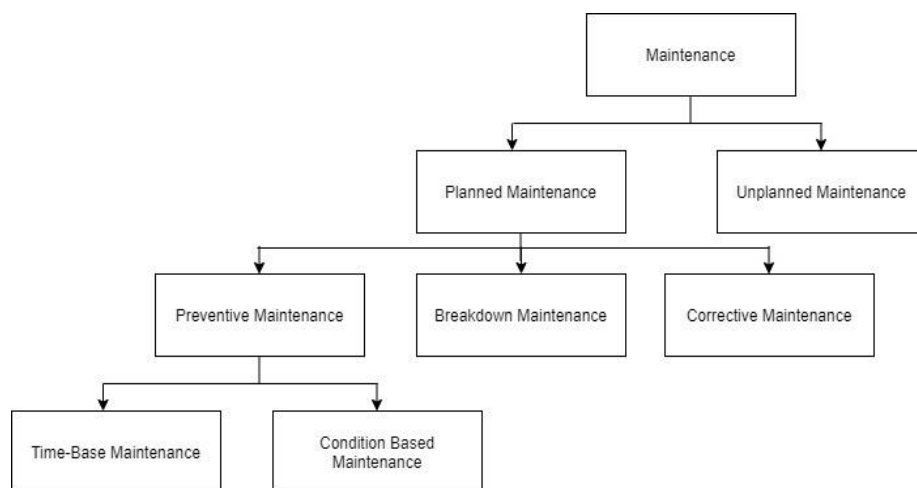 Maintenance
Planned Maintenance
Unplanned Maintenance
Preventive Maintenance
Breakdown Maintenance
Corrective Maintenance
Time-Base Maintenance
Condition Based
Maintenance